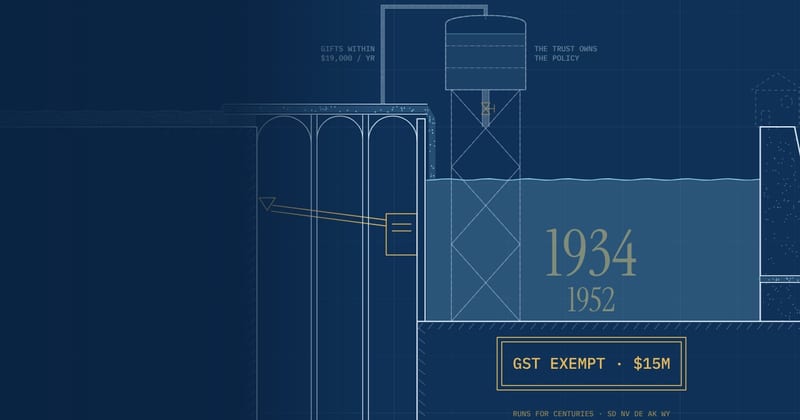 GIFTS WITHIN
$19,000 / YR
THE TRUST OWNS
THE POLICY
1934
1952
GST EXEMPT · $15M
RUNS FOR CENTURIES · SD NV DE AK WY